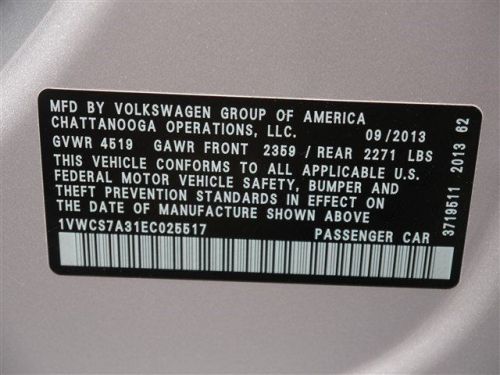 MFD BY VOLKSWAGEN GROUP OF AMERICA
CHATTANOOGA OPERATIONS, LLC. 09/2013
GVWR 4519 GAWR FRONT 2359 / REAR 2271 LBS
THIS VEHICLE CONFORMS TO ALL APPLICABLE U.S.
FEDERAL MOTOR VEHICLE SAFETY, BUMPER AND
THEFT PREVENTION STANDARDS IN EFFECT ON
THE DATE OF MANUFACTURE SHOWN ABOVE
1VWCS7A31EC025517 PASSENGER CAR
3719511 2013 62